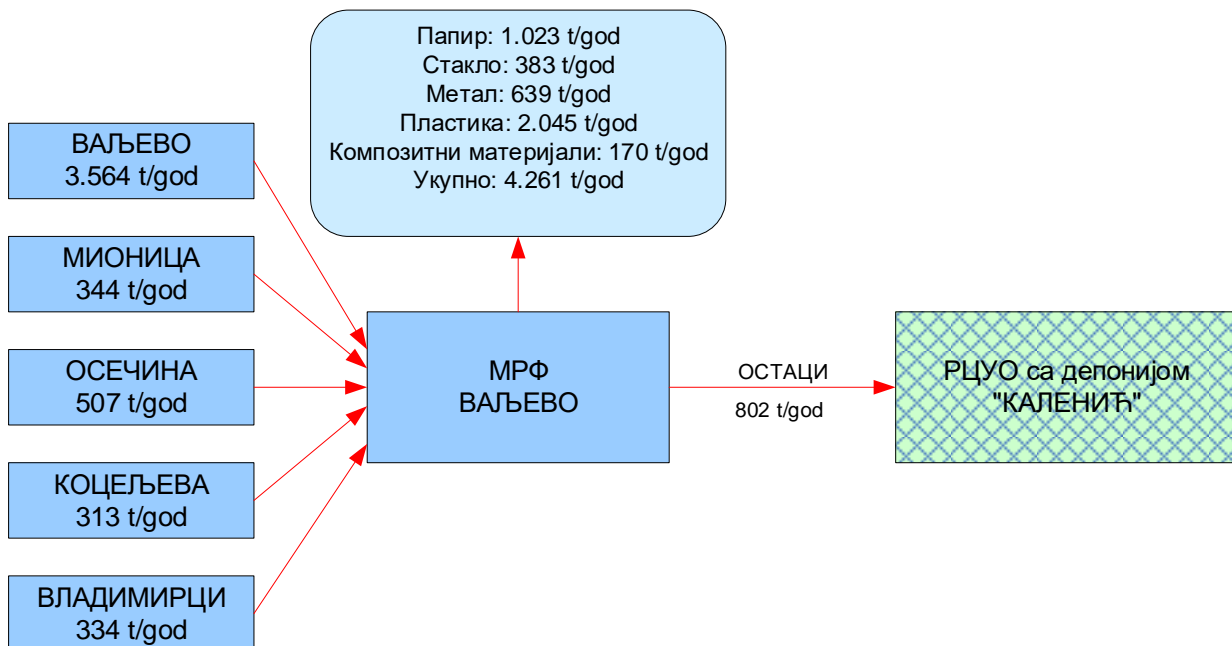 Папир: 1.023 t/god
Стакло: 383 t/god
Метал: 639 t/god
Пластика: 2.045 t/god
Композитни материјали: 170 t/god
Укупно: 4.261 t/god
ВАЉЕВО
3.564 t/god
МИОНИЦА
344 t/god
ОСЕЧИНА
507 t/god
КОЦЕЉЕВА
313 t/god
ВЛАДИМИРЦИ
334 t/god
МРФ
ВАЉЕВО
ОСТАЦИ
802 t/god
РЦУО са депонијом
"КАЛЕНИЋ"